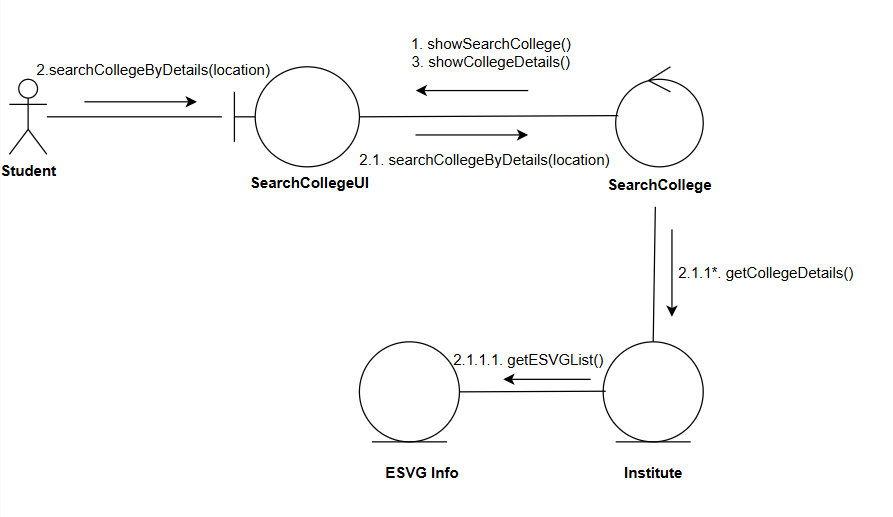 1. showSearchCollege()
3. showCollegeDetails()
2.searchCollegeByDetails(location)
2.1. searchCollegeByDetails(location)
Student
SearchCollegeUI
SearchCollege
2.1.1*. getCollegeDetails()
2.1.1.1. getESVGList()
ESVG Info
Institute